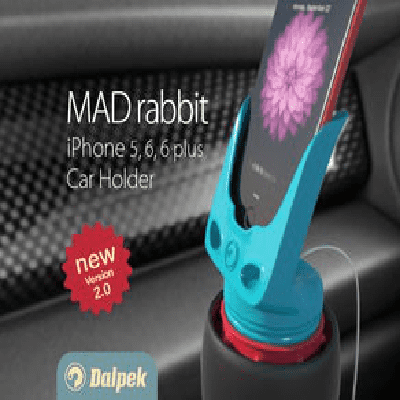 MAD rabbit
iPhone 5, 6, 6 plus
Car Holder
new
Version
2.0
Dalpek